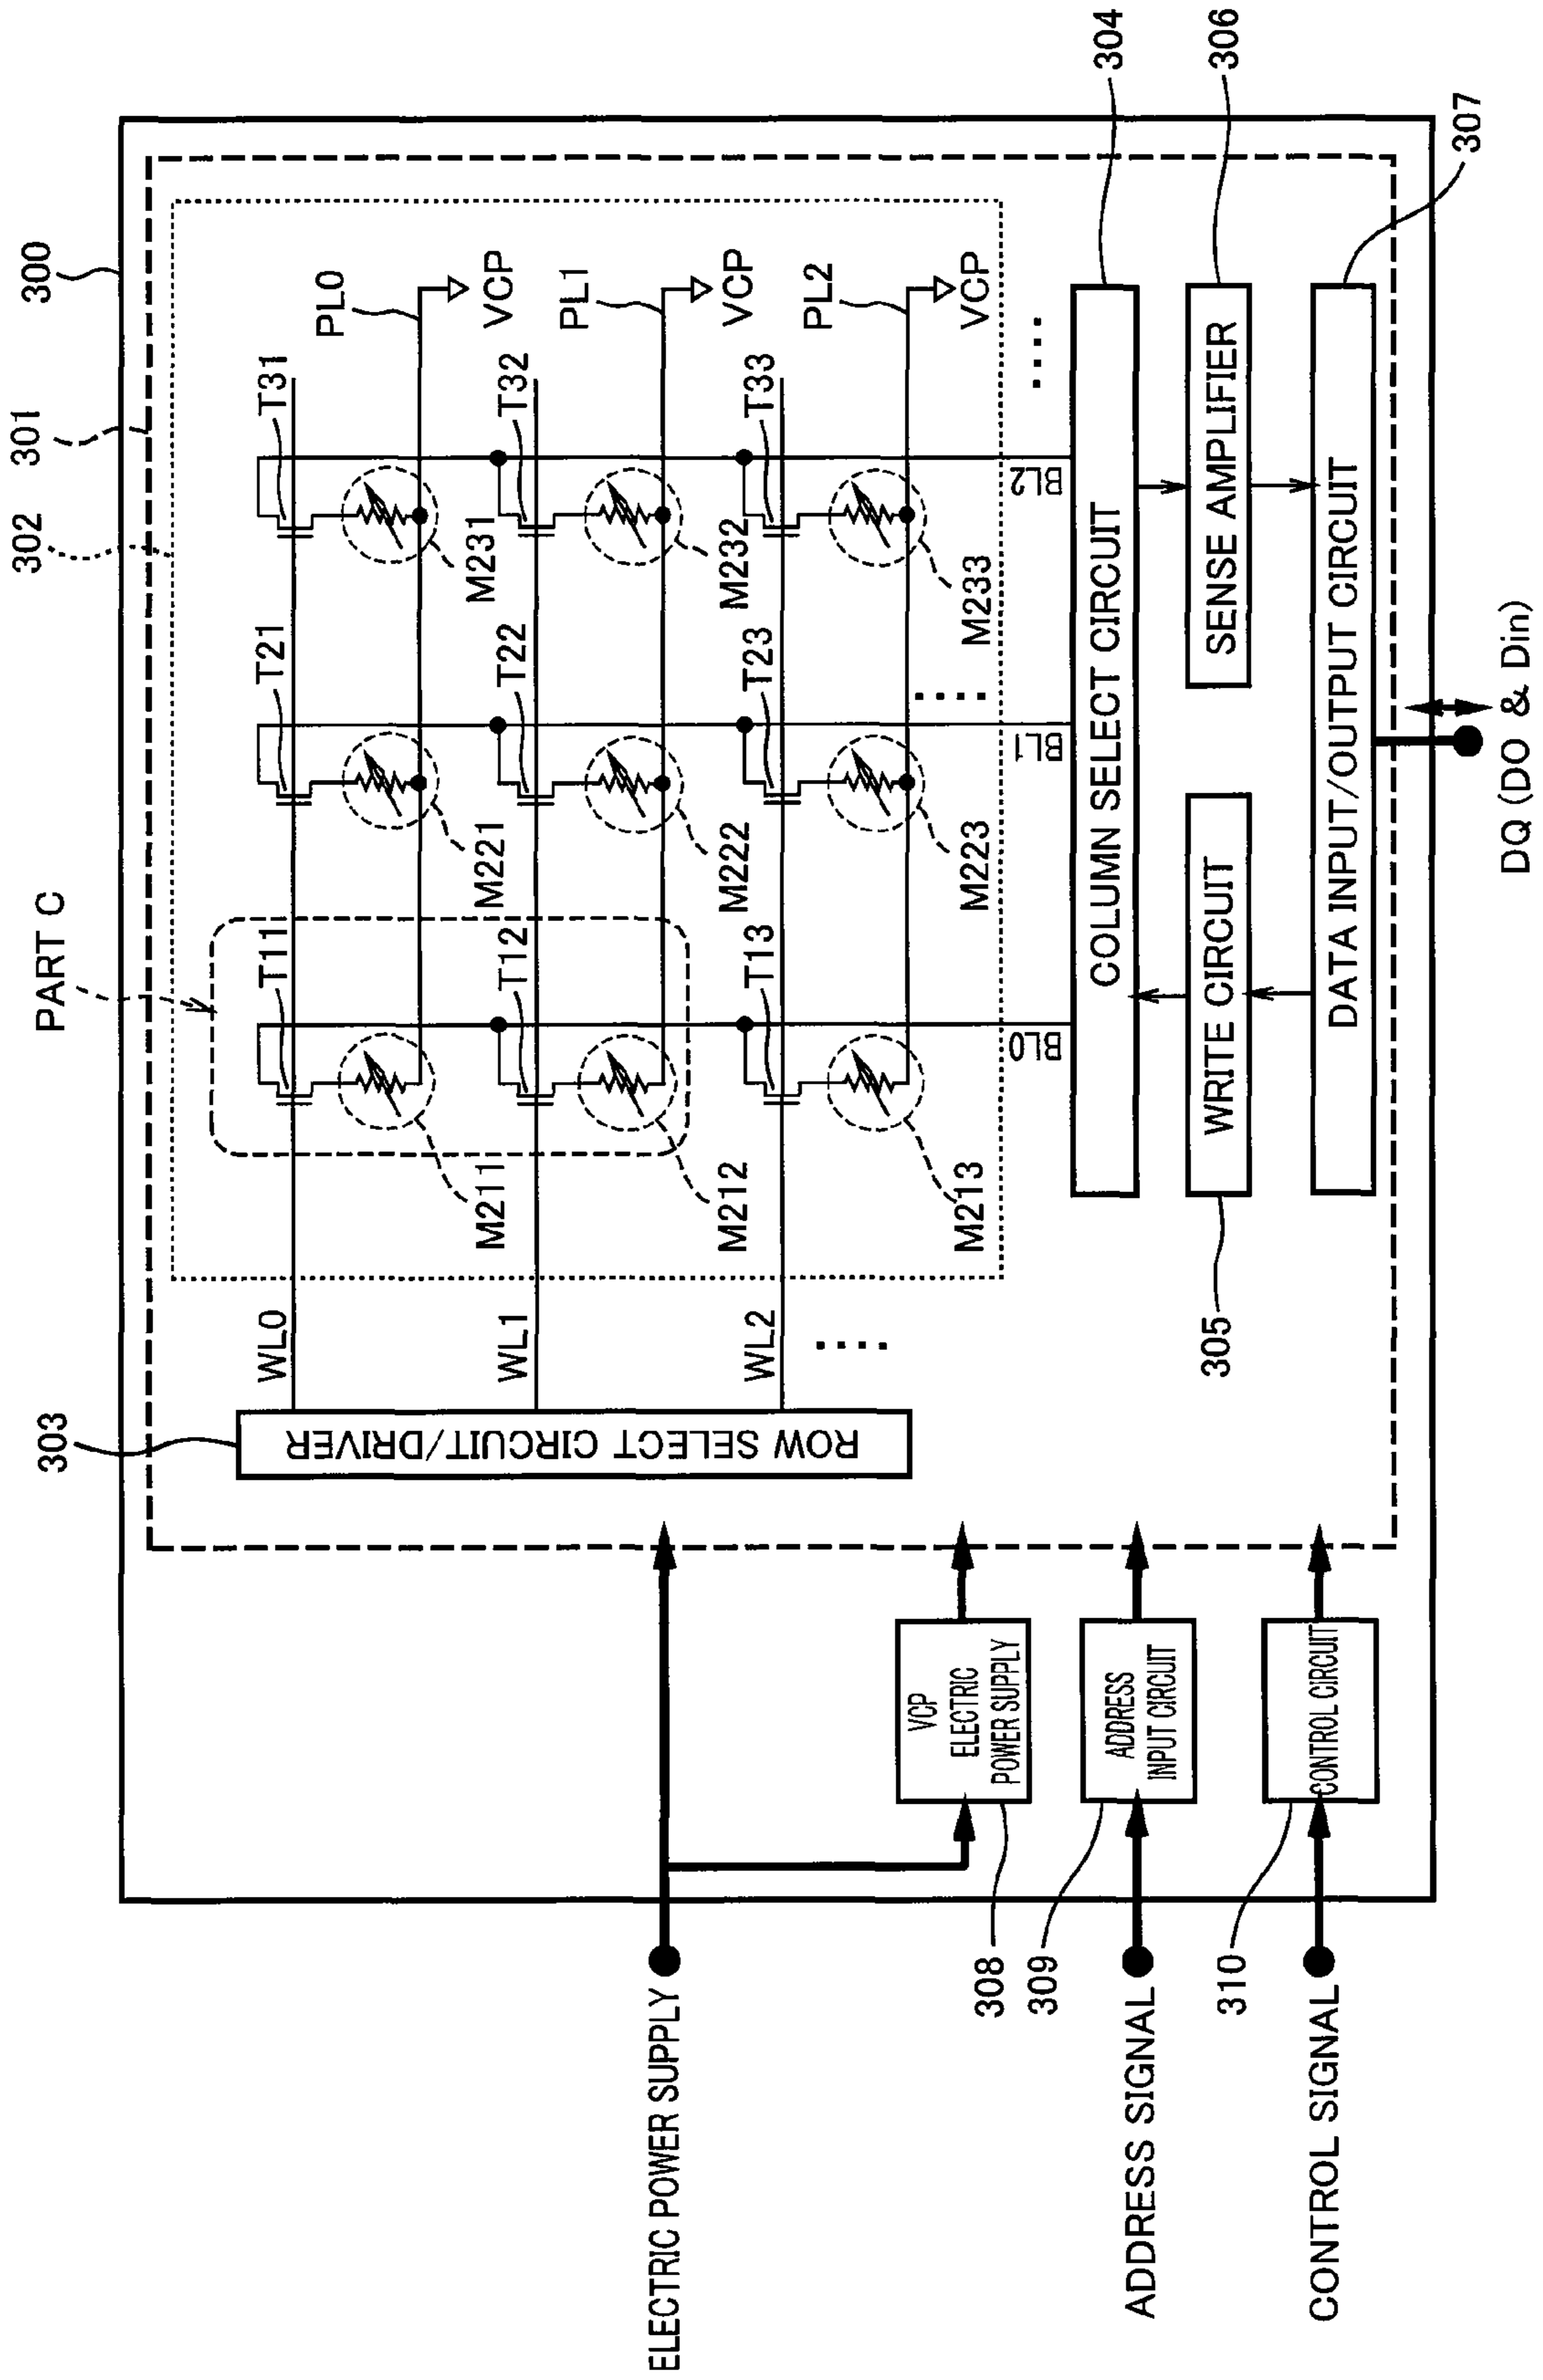 300
301
302
PART C
303
WL0
WL1
WL2
....
ROW SELECT CIRCUIT/DRIVER
T11
T21
T31
PL0
VCP
M211
M221
M231
T12
T22
T32
PL1
VCP
M212
M222
M232
T13
T23
T33
PL2
VCP
M213
M223
M233
....
....
BL0
BL1
BL2
COLUMN SELECT CIRCUIT
304
WRITE CIRCUIT
305
SENSE AMPLIFIER
306
DATA INPUT/OUTPUT CIRCUIT
307
DQ (DO & Din)
ELECTRIC POWER SUPPLY
VCP
ELECTRIC
POWER SUPPLY
308
ADDRESS SIGNAL
ADDRESS
INPUT CIRCUIT
309
CONTROL SIGNAL
CONTROL CIRCUIT
310